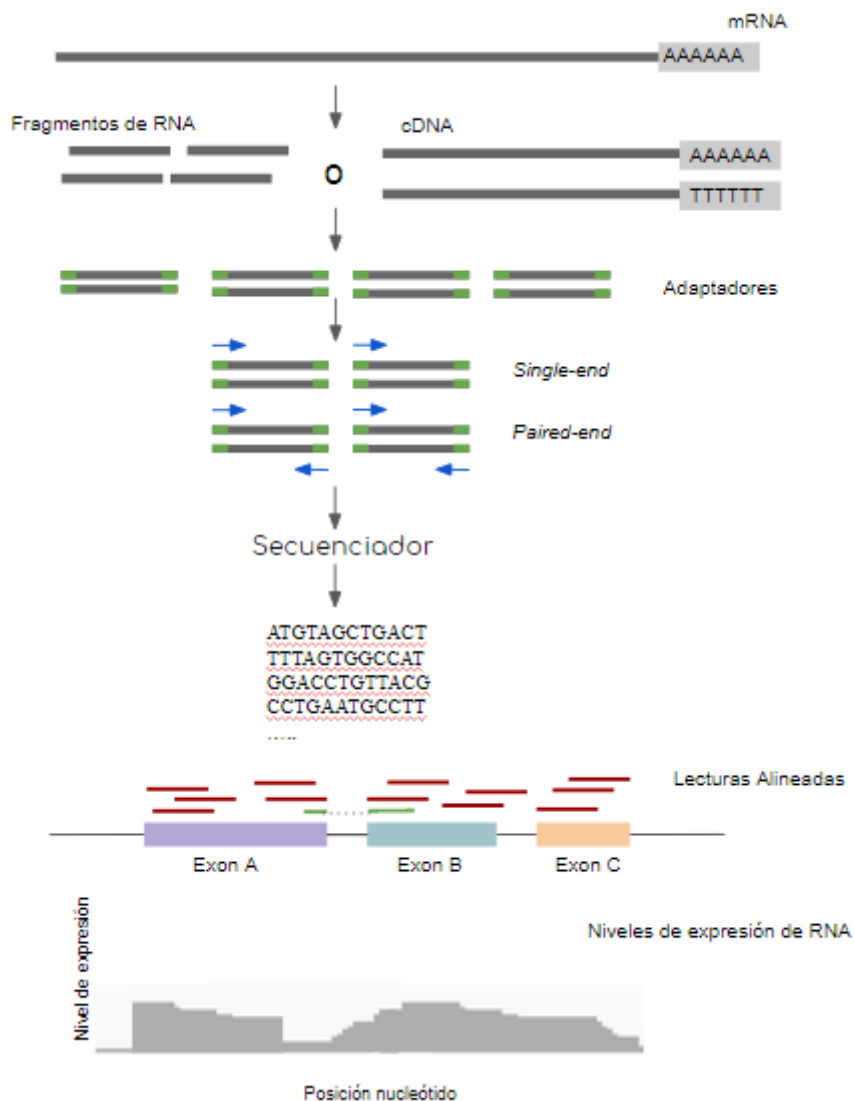 mRNA
AAAAAA
Fragmentos de RNA
cDNA
AAAAAA
O
TTTTTT
Adaptadores
Single-end
Paired-end
Secuenciador
ATGTAGCTGACT
TTTAGTGGCCAT
GGACCTGTTACG
CCTGAATGCCTT
.....
Lecturas Alineadas
Exon A
Exon B
Exon C
Niveles de expresión de RNA
Nivel de expresión
Posición nucleótido